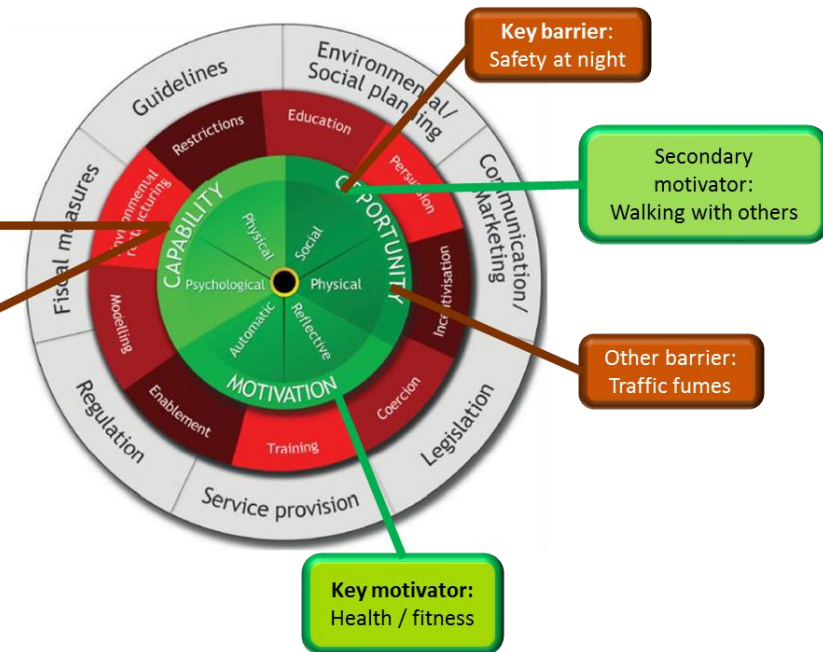 Key barrier:
Safety at night
Secondary
motivator:
Walking with others
Other barrier:
Traffic fumes
Key motivator:
Health / fitness
Guidelines
Environmental/
Social planning
Communication/
Marketing
Legislation
Service provision
Regulation
Fiscal measures
Restrictions
Education
Persuasion
Incentivisation
Coercion
Training
Enablement
Modelling
Environmental
restructuring
CAPABILITY
OPPORTUNITY
MOTIVATION
Physical
Social
Psychological
Physical
Automatic
Reflective